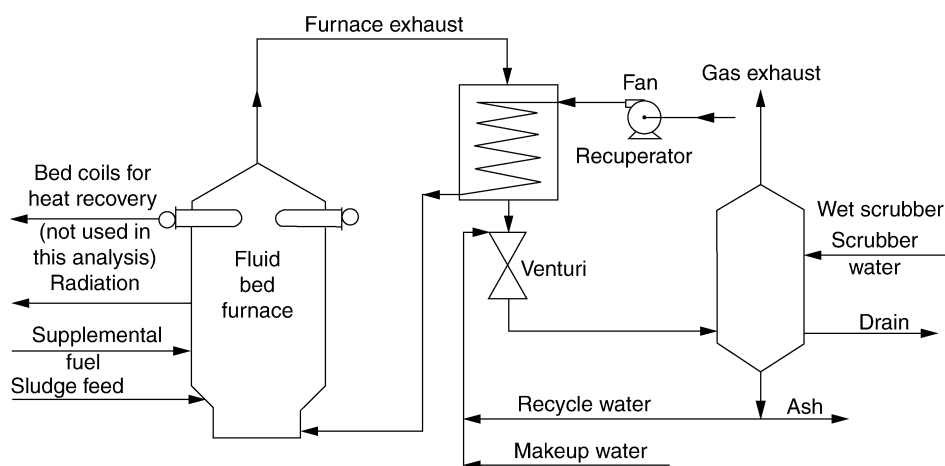 Furnace exhaust
Fan
Gas exhaust
Recuperator
Bed coils for
heat recovery
(not used in
this analysis)
Radiation
Fluid
bed
furnace
Venturi
Wet scrubber
Scrubber
water
Supplemental
fuel
Sludge feed
Drain
Recycle water
Ash
Makeup water